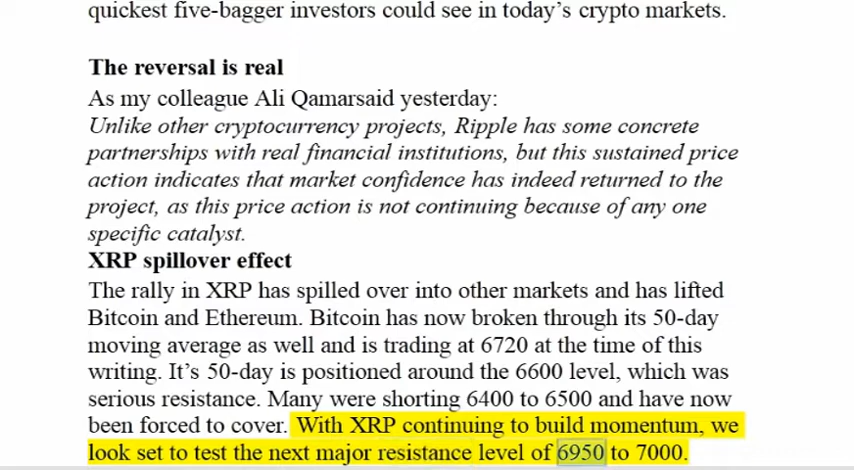 quickest five-bagger investors could see in today’s crypto markets.
The reversal is real
As my colleague Ali Qamarsaid yesterday:
Unlike other cryptocurrency projects, Ripple has some concrete
partnerships with real financial institutions, but this sustained price
action indicates that market confidence has indeed returned to the
project, as this price action is not continuing because of any one
specific catalyst.
XRP spillover effect
The rally in XRP has spilled over into other markets and has lifted
Bitcoin and Ethereum. Bitcoin has now broken through its 50-day
moving average as well and is trading at 6720 at the time of this
writing. It’s 50-day is positioned around the 6600 level, which was
serious resistance. Many were shorting 6400 to 6500 and have now
been forced to cover. With XRP continuing to build momentum, we
look set to test the next major resistance level of 6950 to 7000.